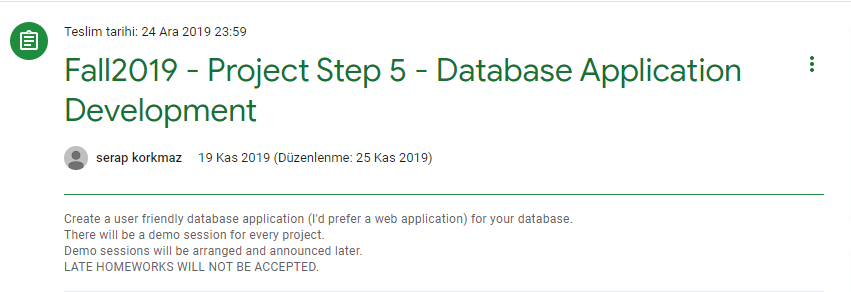 Teslim tarihi: 24 Ara 2019 23:59
Fall2019 - Project Step 5 - Database Application
Development
serap korkmaz 19 Kas 2019 (Düzenlenme: 25 Kas 2019)
Create a user friendly database application (I'd prefer a web application) for your database.
There will be a demo session for every project.
Demo sessions will be arranged and announced later.
LATE HOMEWORKS WILL NOT BE ACCEPTED.